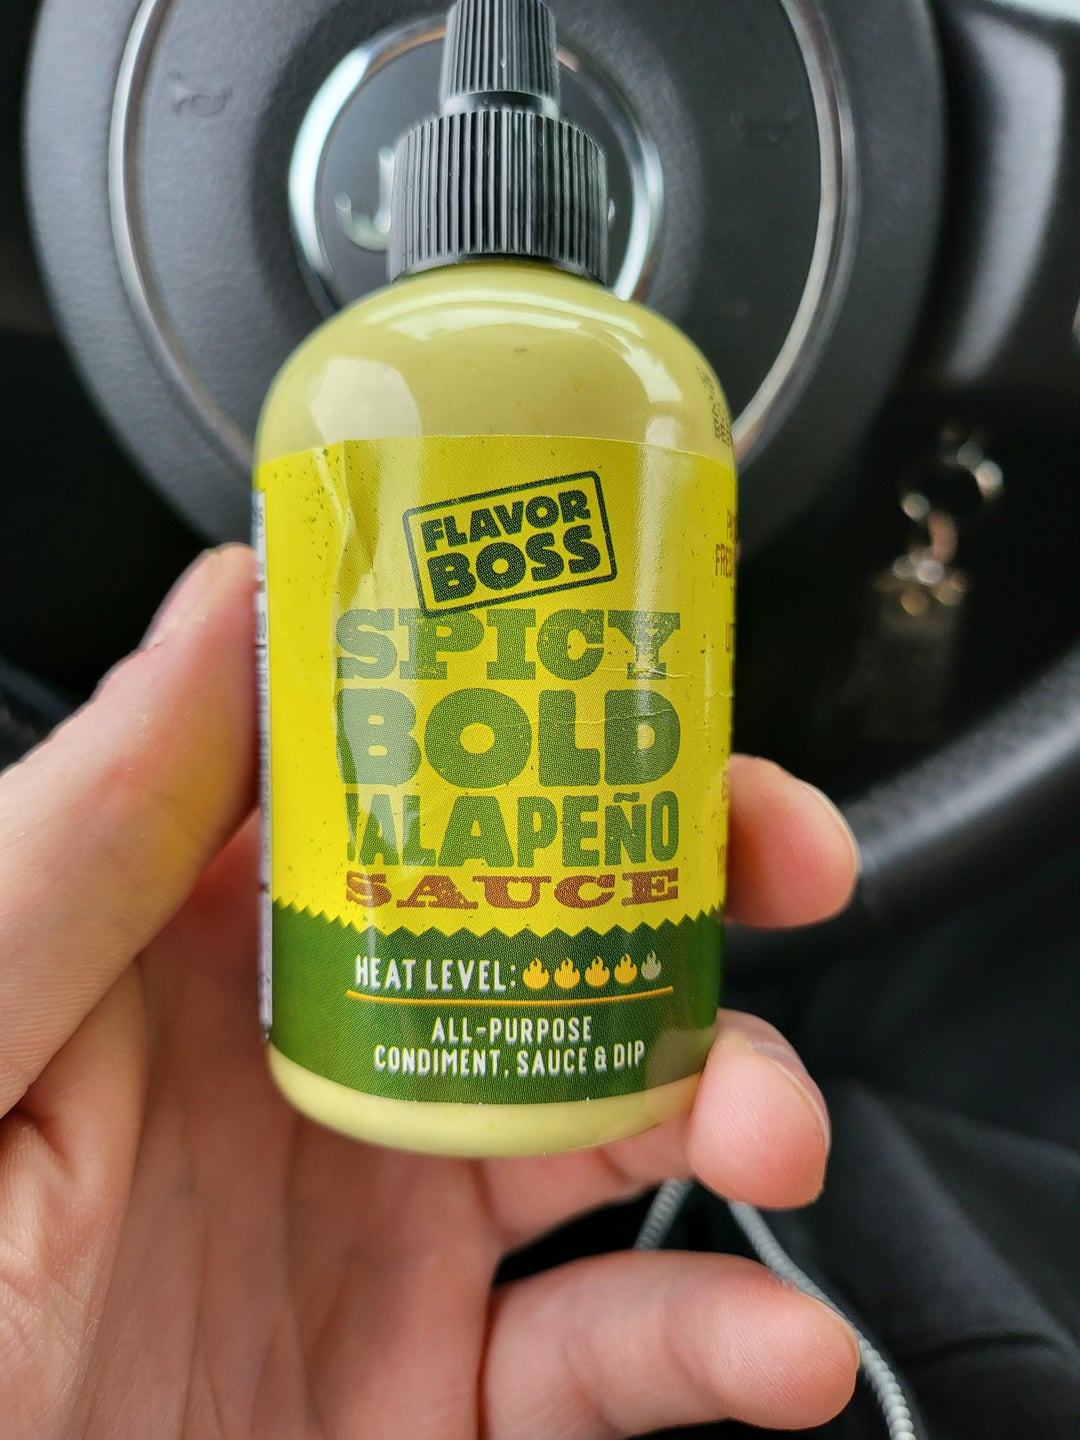 FLAVOR
BOSS
SPICY
BOLD
JALAPEÑO
SAUCE
HEAT LEVEL:
ALL-PURPOSE
CONDIMENT, SAUCE & DIP